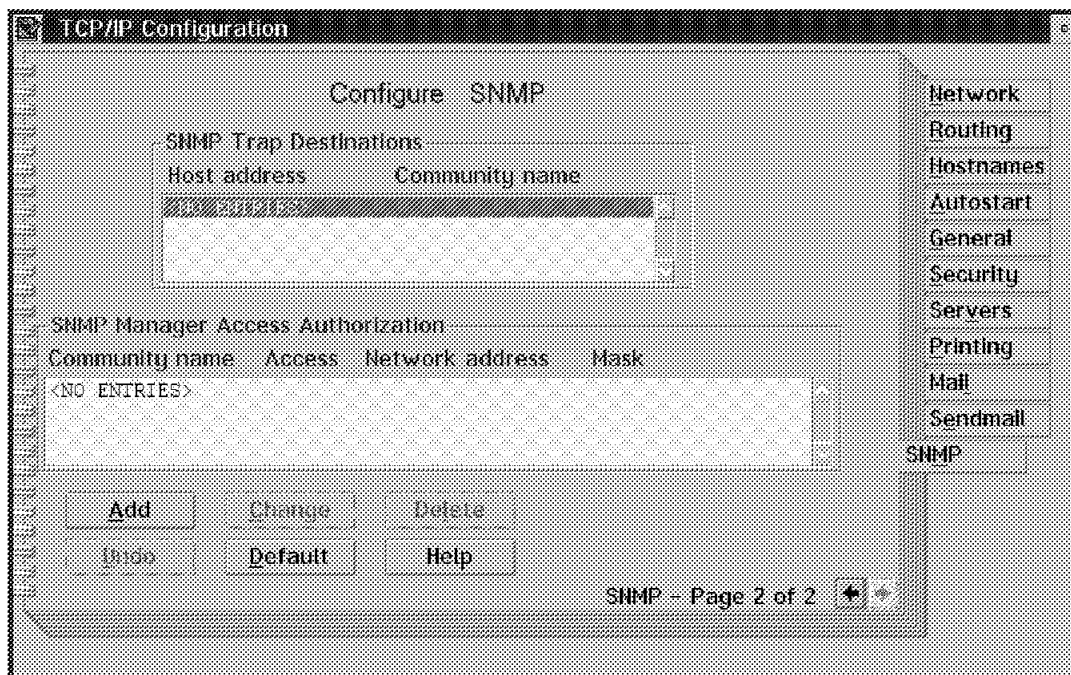 TCP/IP Configuration
Configure SNMP
SNMP Trap Destinations
Host address Community name
<NO ENTRIES>
SNMP Manager Access Authorization
Community name Access Network address Mask
<NO ENTRIES>
Add Change Delete
Undo Default Help
SNMP - Page 2 of 2
Network
Routing
Hostnames
Autostart
General
Security
Servers
Printing
Mail
Sendmail
SNMP